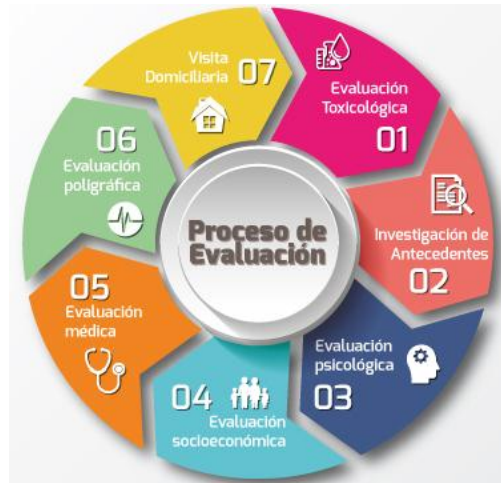 Proceso de
Evaluación
Evaluación
Toxicológica
01
Investigación de
Antecedentes
02
Evaluación
psicológica
03
04
Evaluación
socioeconómica
05
Evaluación
médica
06
Evaluación
poligráfica
Visita
Domiciliaria
07